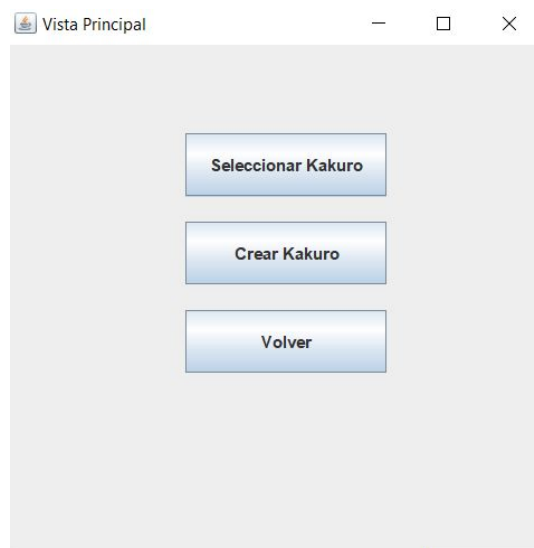 Vista Principal
Seleccionar Kakuro
Crear Kakuro
Volver